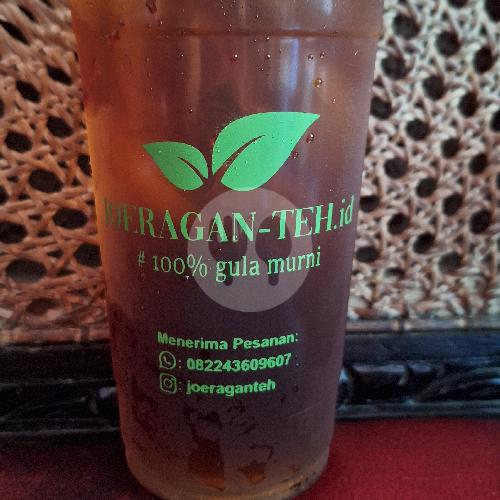 JOERAGAN-TEH.id
# 100% gula murni
Menerima Pesanan:
: 082243609607
: joeraganteh